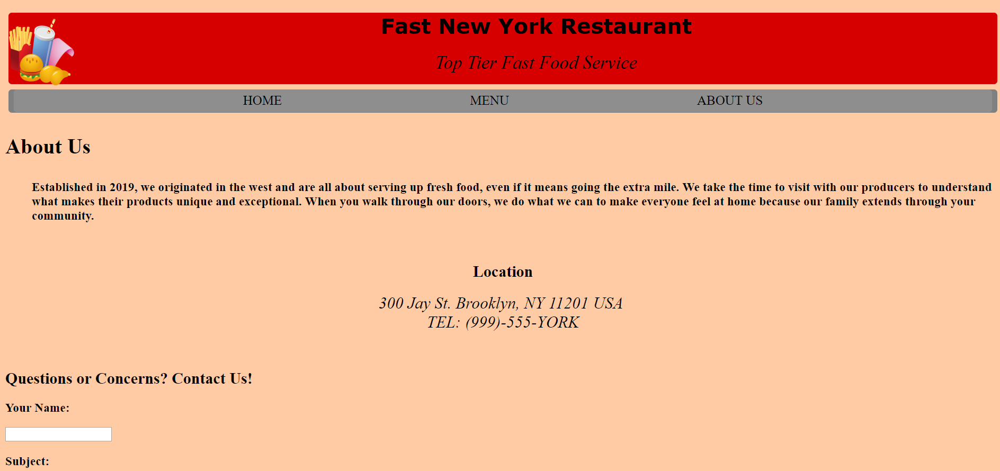 Fast New York Restaurant
Top Tier Fast Food Service
HOME MENU ABOUT US
About Us
Established in 2019, we originated in the west and are all about serving up fresh food, even if it means going the extra mile. We take the time to visit with our producers to understand
what makes their products unique and exceptional. When you walk through our doors, we do what we can to make everyone feel at home because our family extends through your
community.
Location
300 Jay St. Brooklyn, NY 11201 USA
TEL: (999)-555-YORK
Questions or Concerns? Contact Us!
Your Name:
Subject: